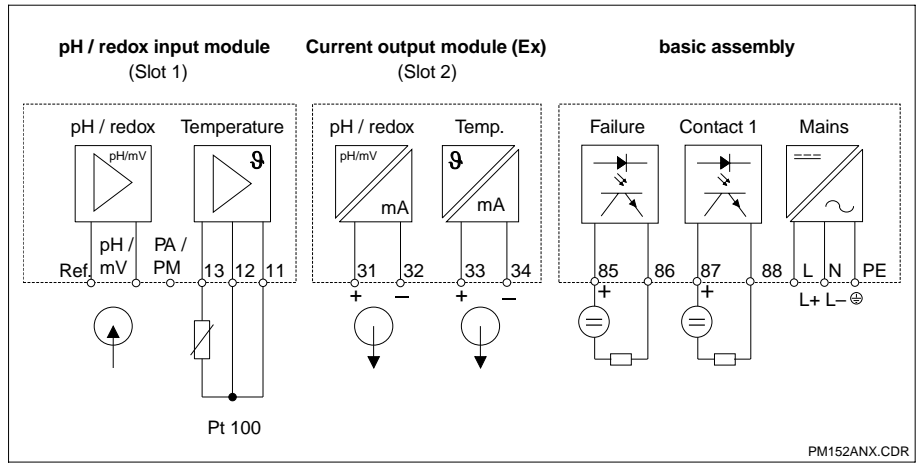 pH / redox input module
(Slot 1)
Current output module (Ex)
(Slot 2)
basic assembly
pH / redox Temperature
pH / redox Temp.
Failure Contact 1 Mains
pH/mV ϑ
pH/mV mA
ϑ mA
Ref. pH / mV PA / PM 13 12 11
31 32 33 34
+ – + –
85 86 87 88 L N PE
+ + L+ L–
Pt 100
PM152ANX.CDR